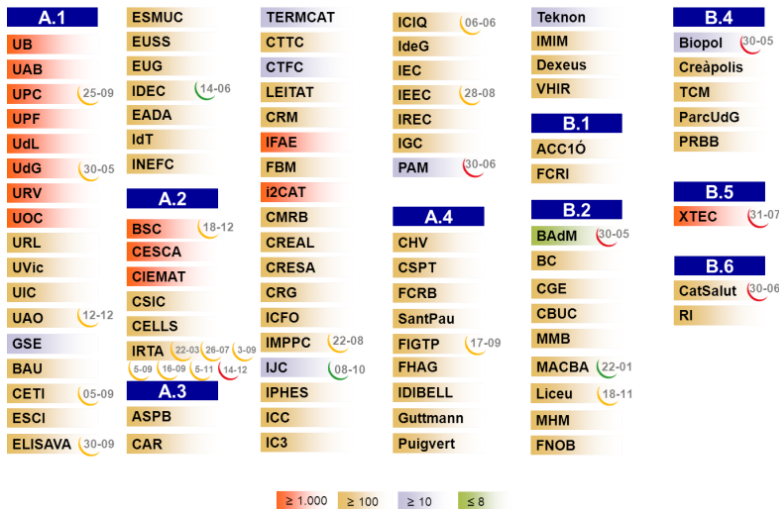 A.1
UB
UAB
UPC 25-09
UPF
UdL
UdG 30-05
URV
UOC
URL
UVic
UIC
UAO 12-12
GSE
BAU
CETI 05-09
ESCI
ELISAVA 30-09
ESMUC
EUSS
EUG
IDEC 14-06
EADA
IdT
INEFC
A.2
BSC 18-12
CESCA
CIEMAT
CSIC
CELLS
IRTA 22-03 26-07 3-09
5-09 16-09 5-11 14-12
A.3
ASPB
CAR
TERMCAT
CTTC
CTFC
LEITAT
CRM
IFAE
FBM
i2CAT
CMRB
CREAL
CRESA
CRG
ICFO
IMPPC 22-08
IJC 08-10
IPHES
ICC
IC3
ICIQ 06-06
IdeG
IEC
IEEC 28-08
IREC
IGC
PAM 30-06
A.4
CHV
CSPT
FCRB
SantPau
FIGTP 17-09
FHAG
IDIBELL
Guttmann
Puigvert
Teknon
IMIM
Dexeus
VHIR
B.1
ACC1Ó
FCRI
B.2
BAdM 30-05
BC
CGE
CBUC
MMB
MACBA 22-01
Liceu 18-11
MHM
FNOB
B.4
Biopol 30-05
Creàpolis
TCM
ParcUdG
PRBB
B.5
XTEC 31-07
B.6
CatSalut 30-06
RI
≥ 1.000 ≥ 100 ≥ 10 ≤ 8